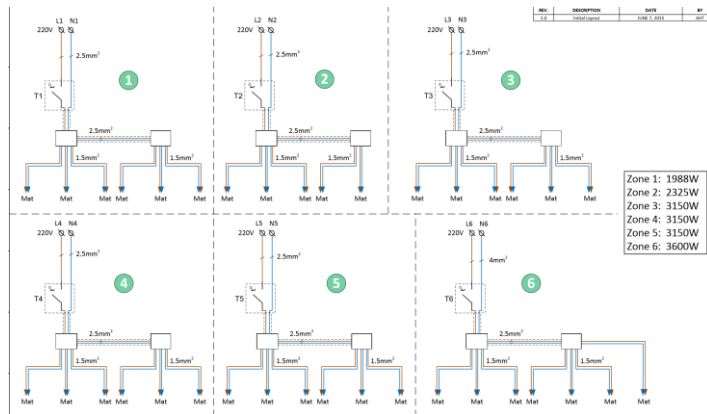 REV. DESCRIPTION DATE BY
1.0 Initial Layout JUNE 7, 2015
L1 N1
220V
2.5mm²
T1
t°
1
2.5mm²
1.5mm² 1.5mm²
Mat Mat Mat Mat Mat
L2 N2
220V
2.5mm²
T2
t°
2
2.5mm²
1.5mm² 1.5mm²
Mat Mat Mat Mat Mat
L3 N3
220V
2.5mm²
T3
t°
3
2.5mm²
1.5mm² 1.5mm²
Mat Mat Mat Mat Mat
Zone 1: 1988W
Zone 2: 2325W
Zone 3: 3150W
Zone 4: 3150W
Zone 5: 3150W
Zone 6: 3600W
L4 N4
220V
2.5mm²
T4
t°
4
2.5mm²
1.5mm² 1.5mm²
Mat Mat Mat Mat Mat Mat
L5 N5
220V
2.5mm²
T5
t°
5
2.5mm²
1.5mm² 1.5mm²
Mat Mat Mat Mat Mat Mat
L6 N6
220V
4mm²
T6
t°
6
2.5mm²
1.5mm² 1.5mm²
Mat Mat Mat Mat Mat Mat Mat